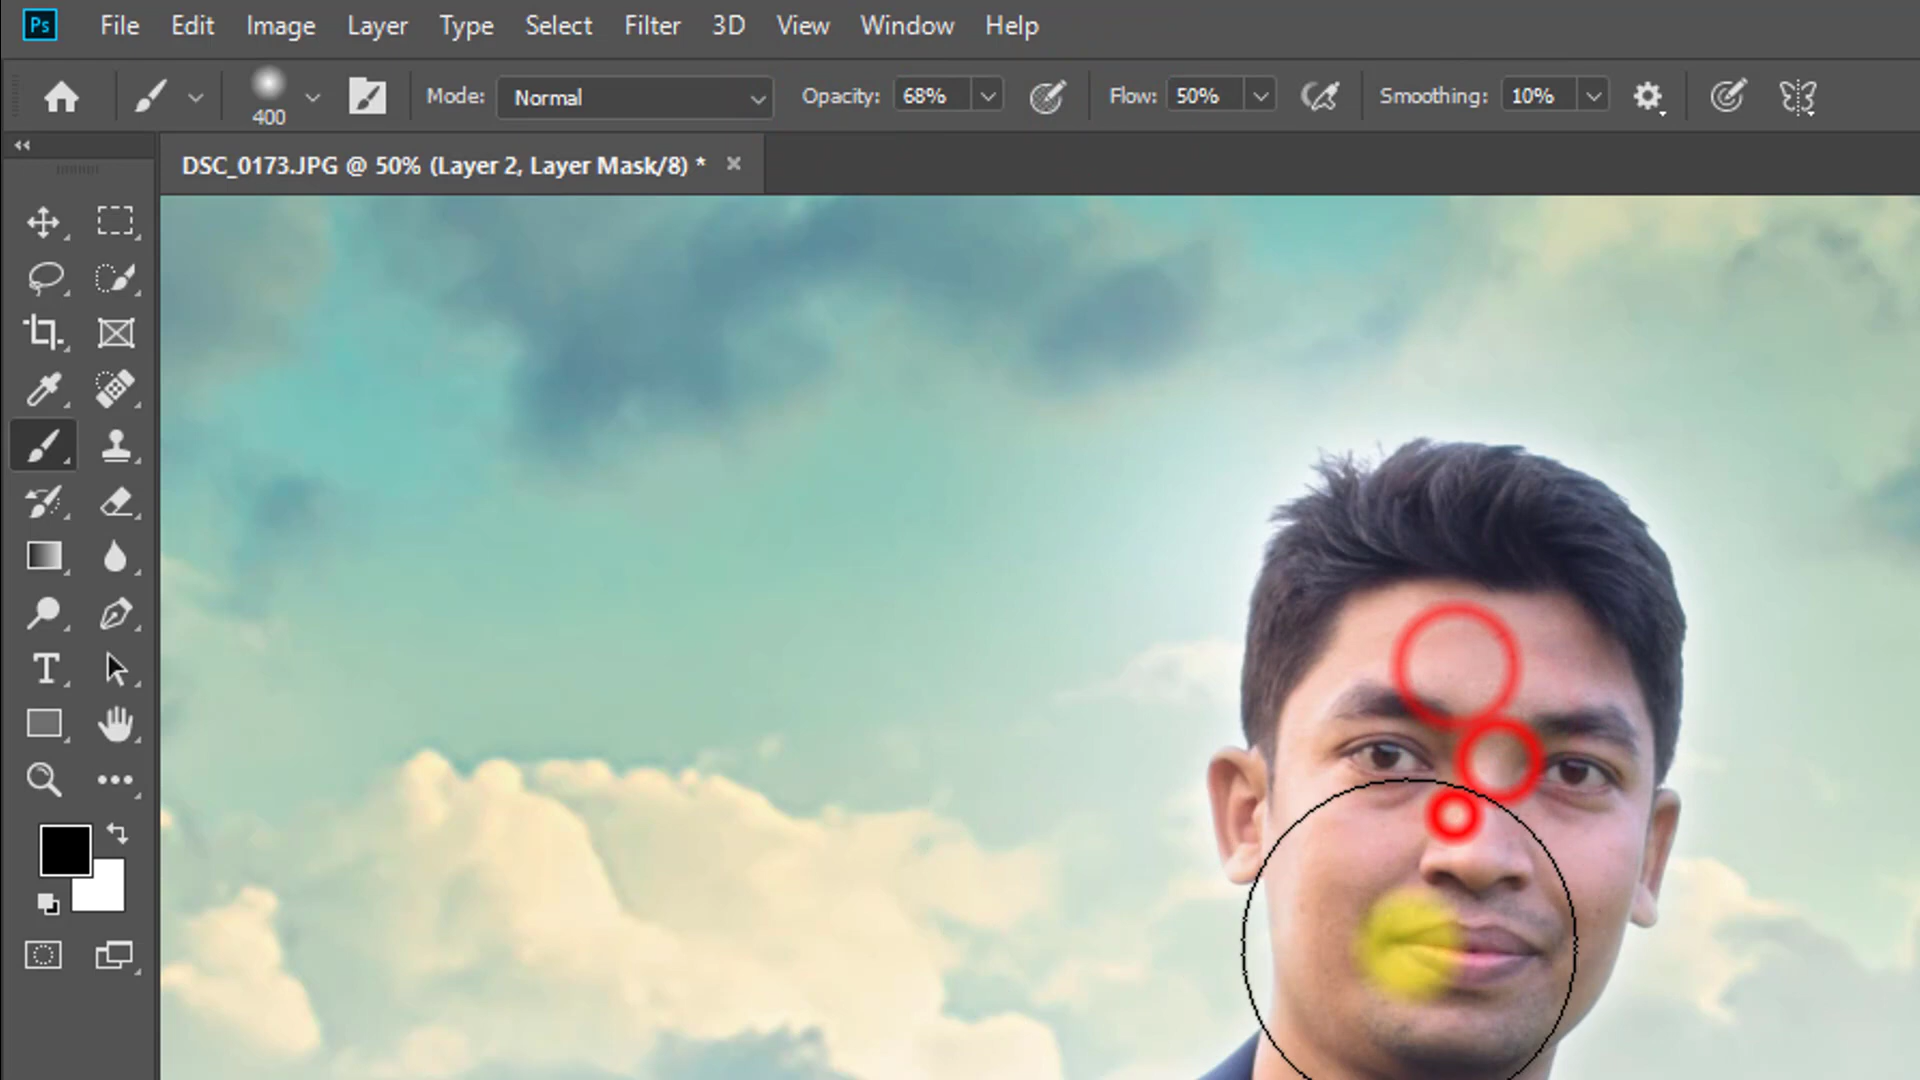 Ps File Edit Image Layer Type Select Filter 3D View Window Help
400 Mode: Normal Opacity: 68% Flow: 50% Smoothing: 10%
DSC_0173.JPG @ 50% (Layer 2, Layer Mask/8) *
T